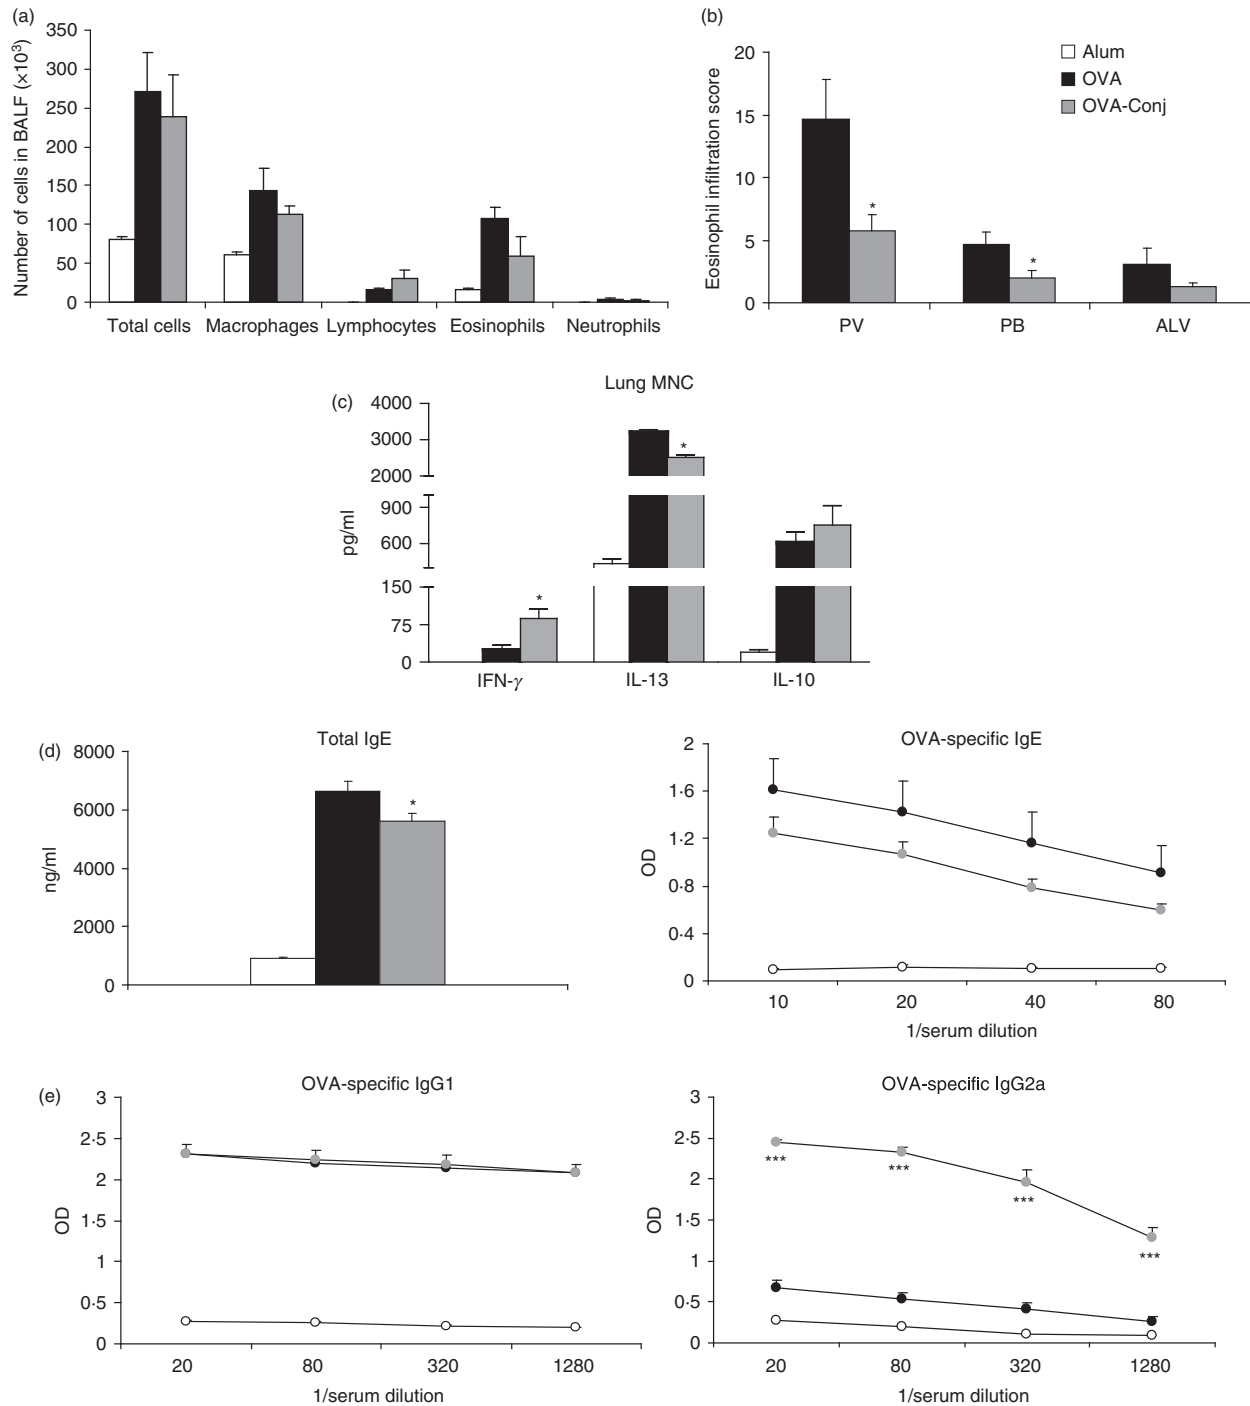 (a)
350
300
250
200
150
100
50
0
Number of cells in BALF (×10³)
Total cells Macrophages Lymphocytes Eosinophils Neutrophils
(b)
20
15
10
5
0
Eosinophil infiltration score
Alum
OVA
OVA-Conj
*
*
PV PB ALV
(c)
Lung MNC
4000
3000
2000
900
600
150
75
0
pg/ml
*
*
IFN-γ IL-13 IL-10
(d)
Total IgE
8000
6000
4000
2000
0
ng/ml
*
OVA-specific IgE
2
1·6
1·2
0·8
0·4
0
OD
10 20 40 80
1/serum dilution
(e)
OVA-specific IgG1
3
2·5
2
1·5
1
0·5
0
OD
20 80 320 1280
1/serum dilution
OVA-specific IgG2a
3
2·5
2
1·5
1
0·5
0
OD
***
***
***
***
20 80 320 1280
1/serum dilution